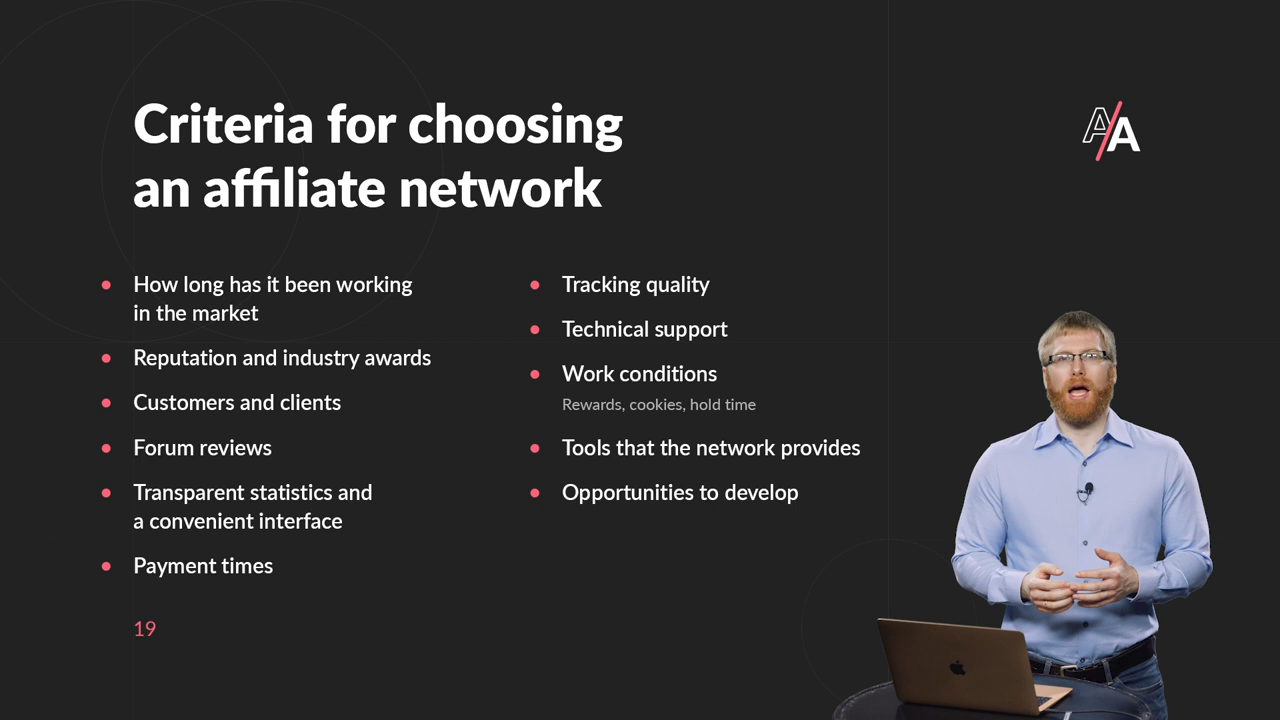 Criteria for choosing
an affiliate network
AA
How long has it been working
in the market
Reputation and industry awards
Customers and clients
Forum reviews
Transparent statistics and
a convenient interface
Payment times
Tracking quality
Technical support
Work conditions
Rewards, cookies, hold time
Tools that the network provides
Opportunities to develop
19